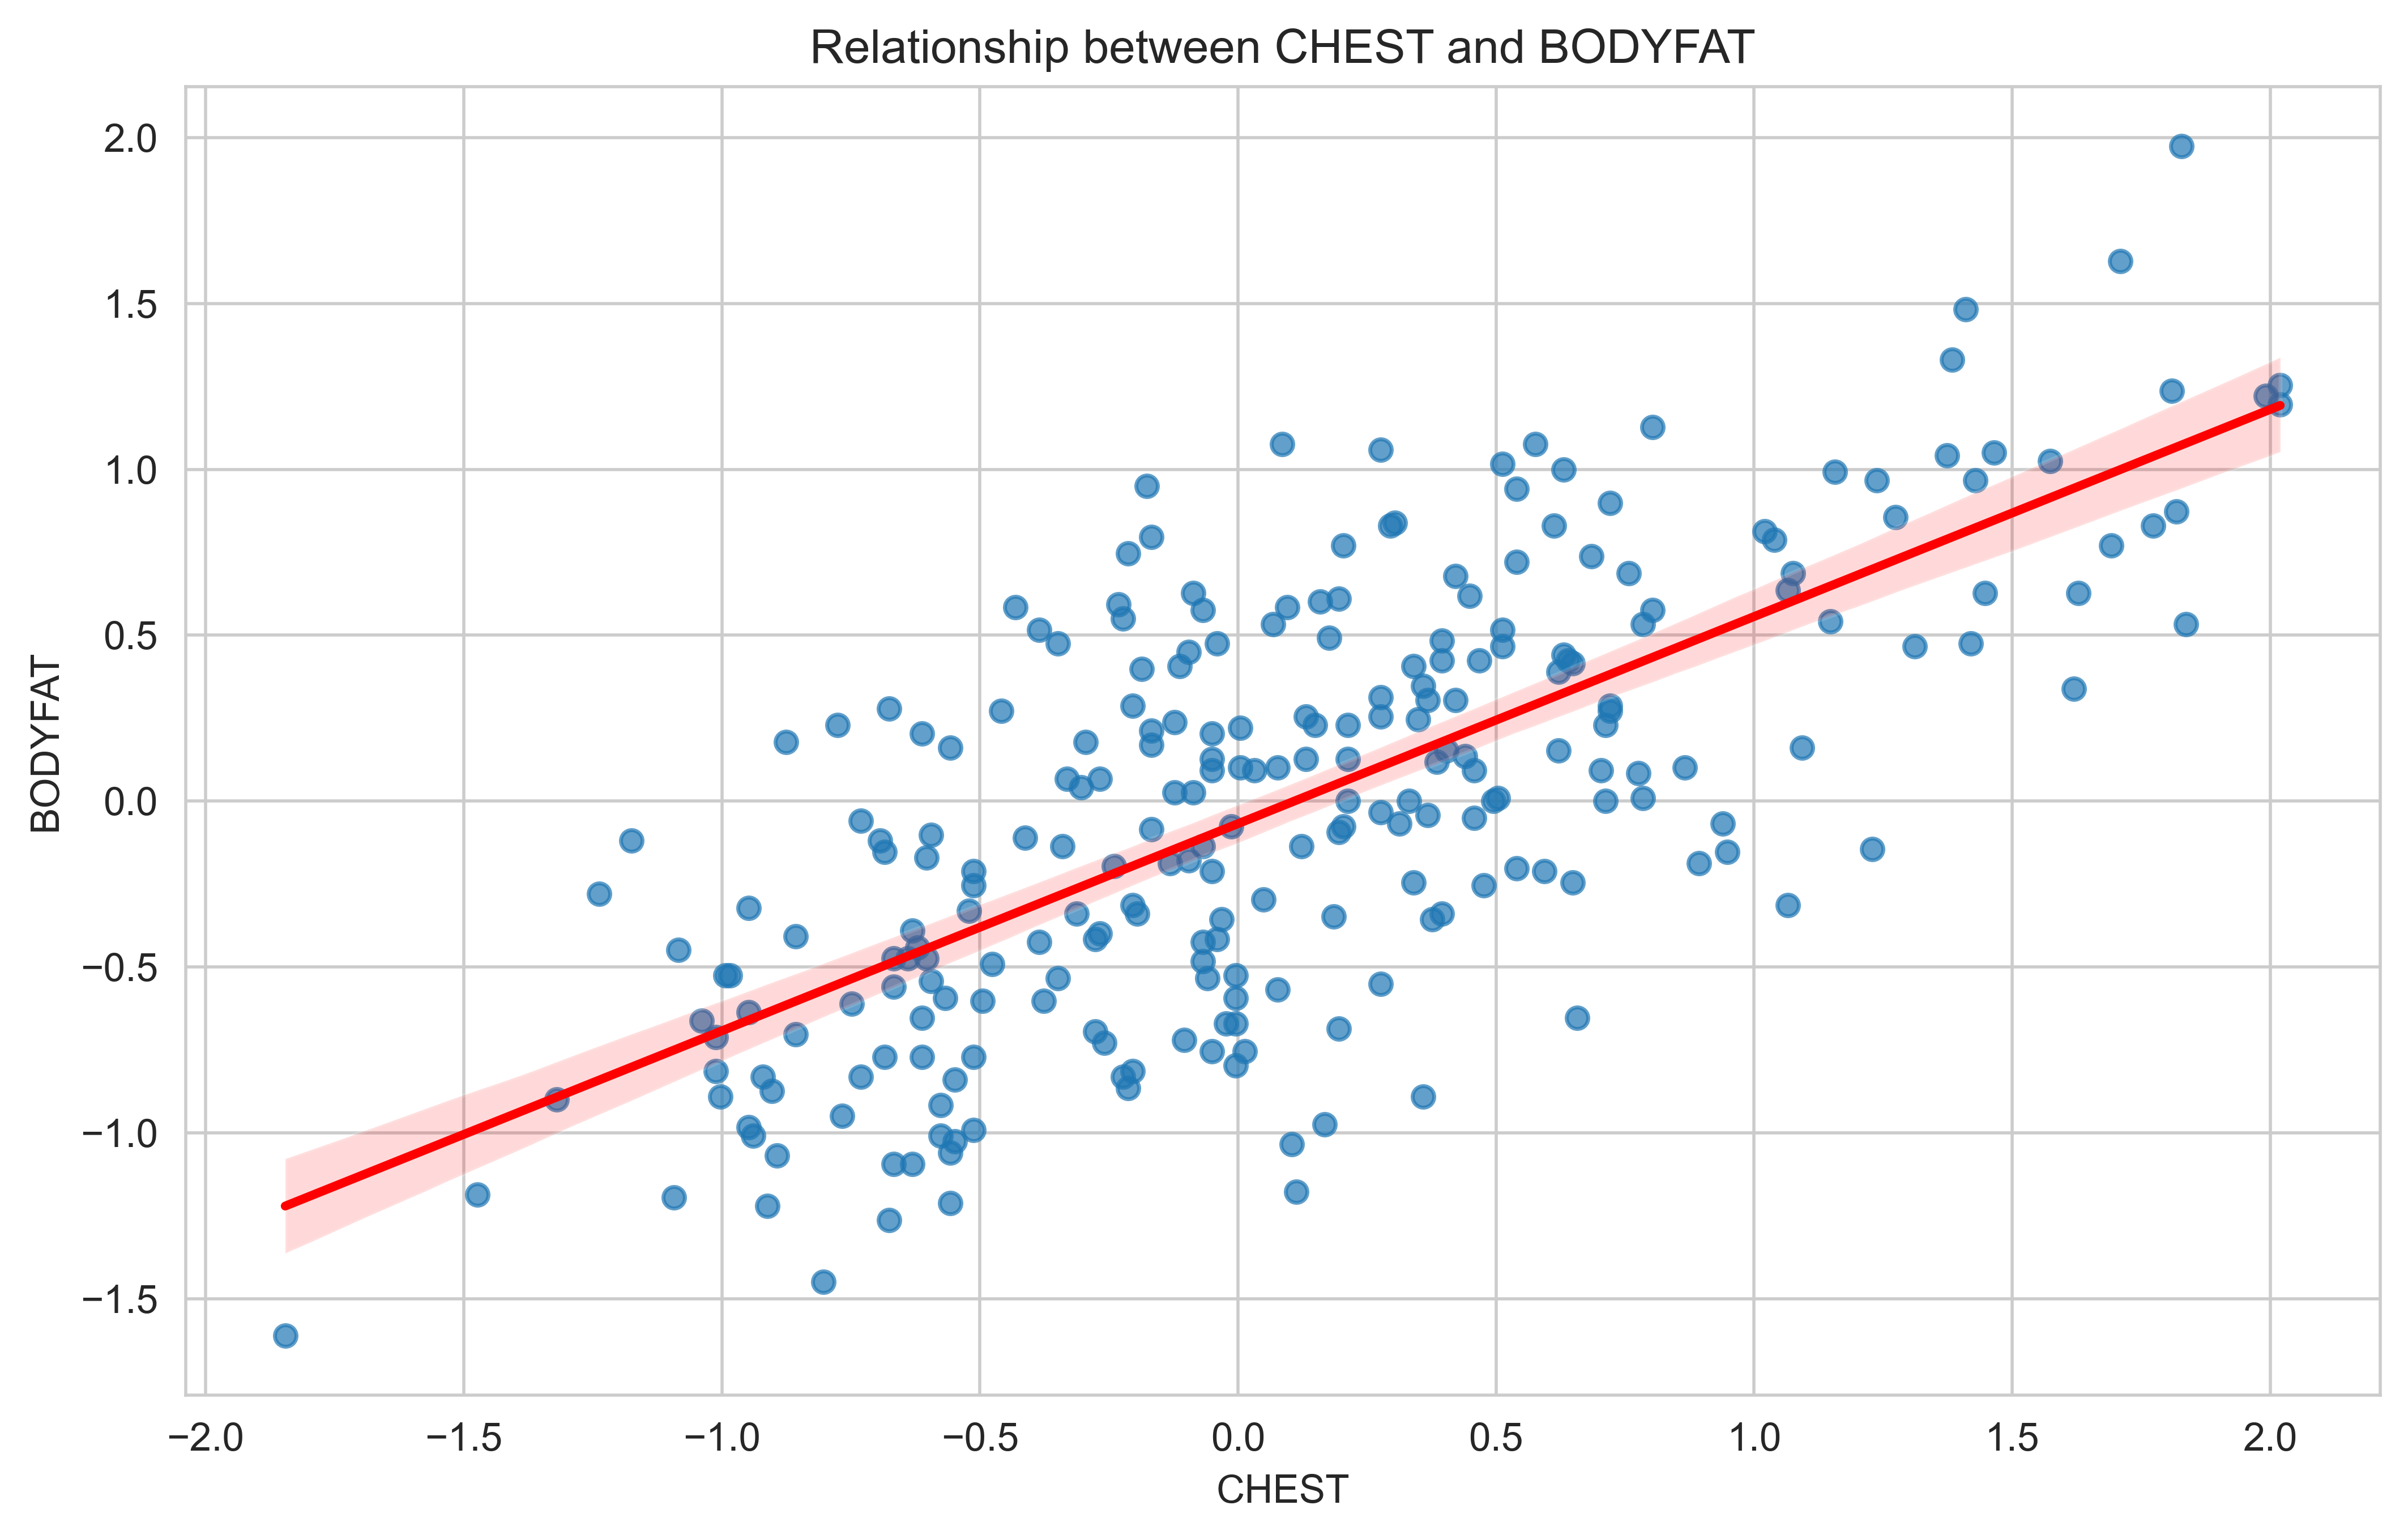 Relationship between CHEST and BODYFAT
2.0
1.5
1.0
0.5
0.0
−0.5
−1.0
−1.5
BODYFAT
−2.0 −1.5 −1.0 −0.5 0.0 0.5 1.0 1.5 2.0
CHEST